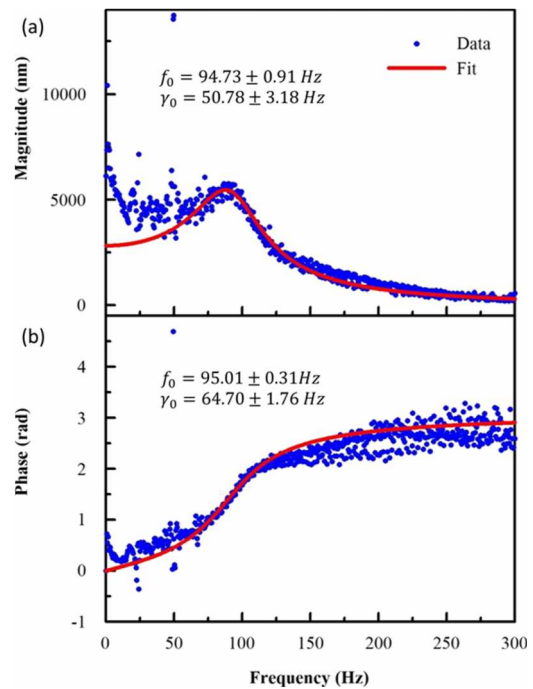 (a)
Data
Fit
f₀ = 94.73 ± 0.91 Hz
γ₀ = 50.78 ± 3.18 Hz
Magnitude (nm)
10000
5000
0
(b)
f₀ = 95.01 ± 0.31Hz
γ₀ = 64.70 ± 1.76 Hz
Phase (rad)
4
3
2
1
0
-1
0 50 100 150 200 250 300
Frequency (Hz)